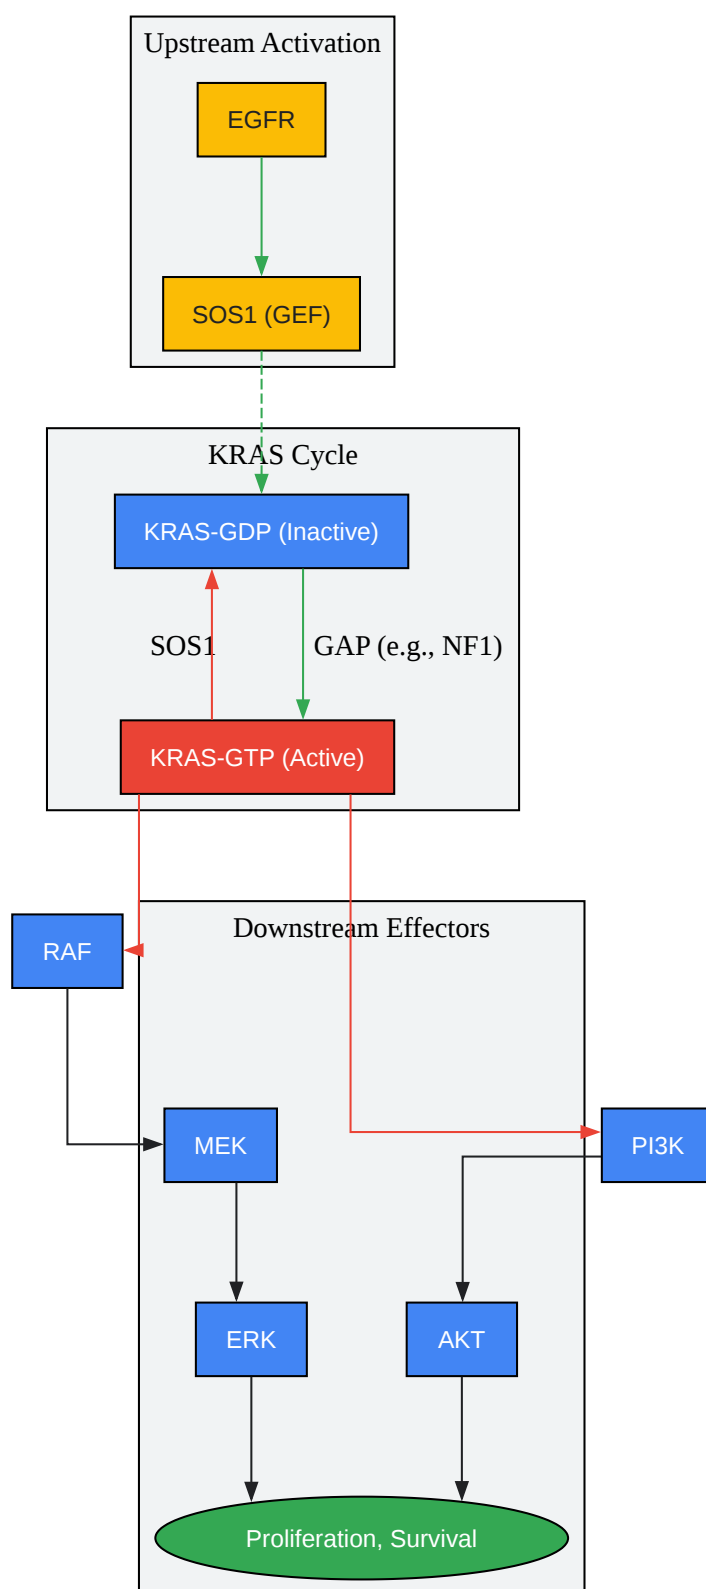 Upstream Activation
EGFR
SOS1 (GEF)
KRAS Cycle
KRAS-GDP (Inactive)
SOS1
GAP (e.g., NF1)
KRAS-GTP (Active)
Downstream Effectors
RAF
MEK
PI3K
ERK
AKT
Proliferation, Survival